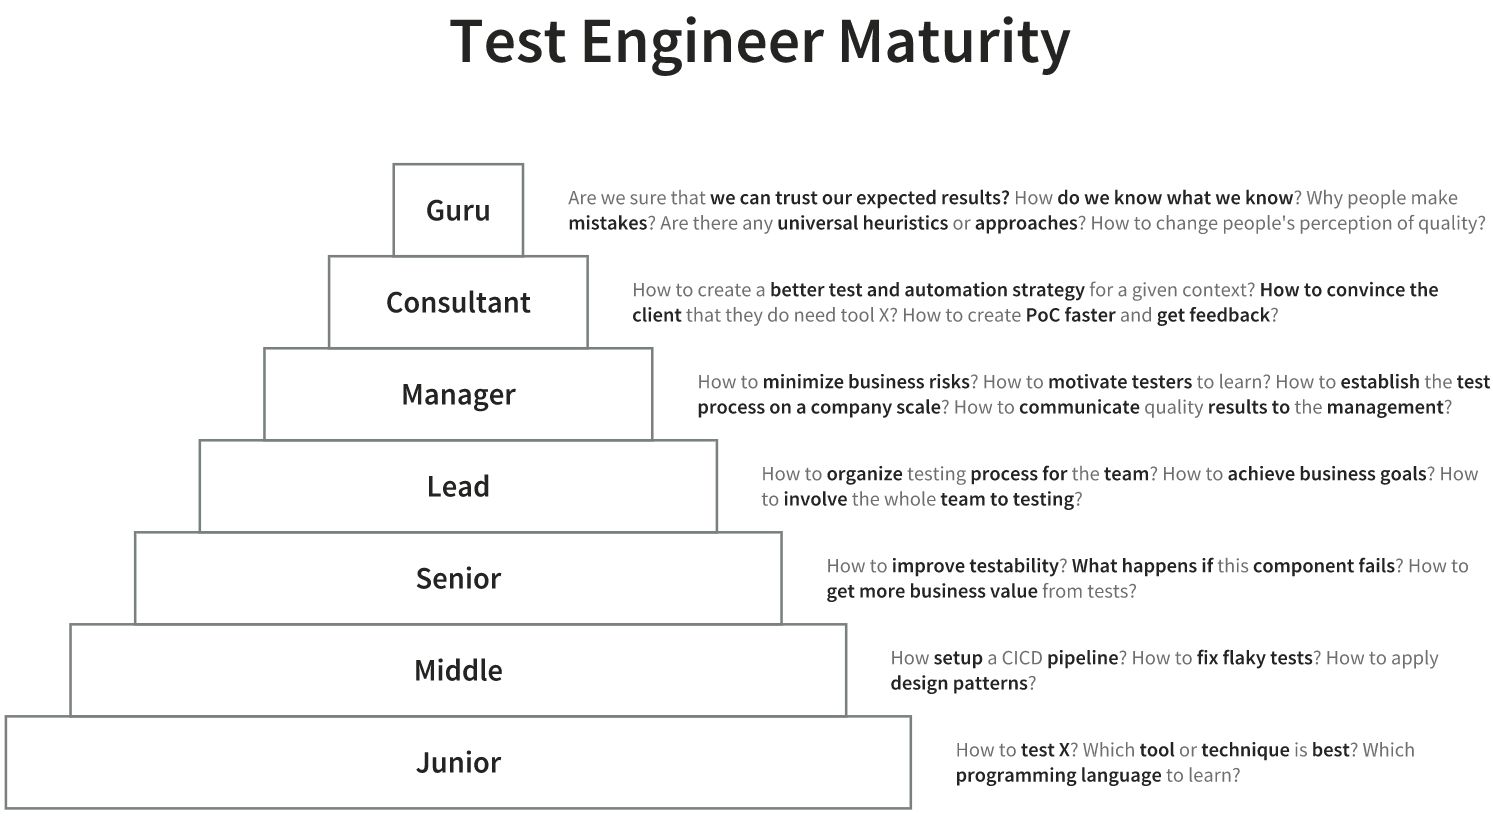 Test Engineer Maturity
Guru
Are we sure that we can trust our expected results? How do we know what we know? Why people make
mistakes? Are there any universal heuristics or approaches? How to change people's perception of quality?
Consultant
How to create a better test and automation strategy for a given context? How to convince the
client that they do need tool X? How to create PoC faster and get feedback?
Manager
How to minimize business risks? How to motivate testers to learn? How to establish the test
process on a company scale? How to communicate quality results to the management?
Lead
How to organize testing process for the team? How to achieve business goals? How
to involve the whole team to testing?
Senior
How to improve testability? What happens if this component fails? How to
get more business value from tests?
Middle
How setup a CICD pipeline? How to fix flaky tests? How to apply
design patterns?
Junior
How to test X? Which tool or technique is best? Which
programming language to learn?